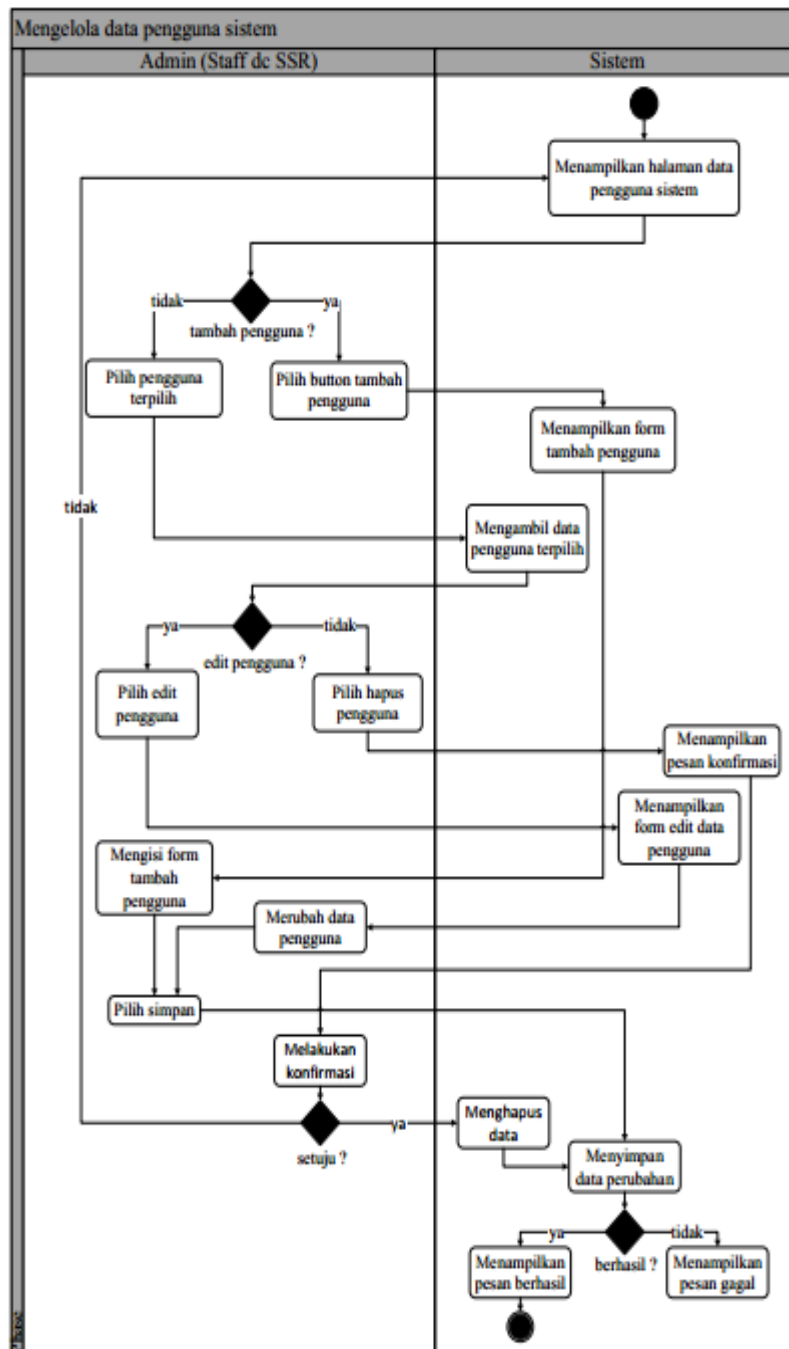 Mengelola data pengguna sistem
Admin (Staff dc SSR)
Sistem
Menampilkan halaman data
pengguna sistem
tidak
ya
tambah pengguna ?
Pilih pengguna
terpilih
Pilih button tambah
pengguna
Menampilkan form
tambah pengguna
tidak
Mengambil data
pengguna terpilih
ya
tidak
edit pengguna ?
Pilih edit
pengguna
Pilih hapus
pengguna
Menampilkan
pesan konfirmasi
Menampilkan
form edit data
pengguna
Mengisi form
tambah
pengguna
Merubah data
pengguna
Pilih simpan
Melakukan
konfirmasi
setuju ?
ya
Menghapus
data
Menyimpan
data perubahan
ya
tidak
berhasil ?
Menampilkan
pesan berhasil
Menampilkan
pesan gagal
Phase